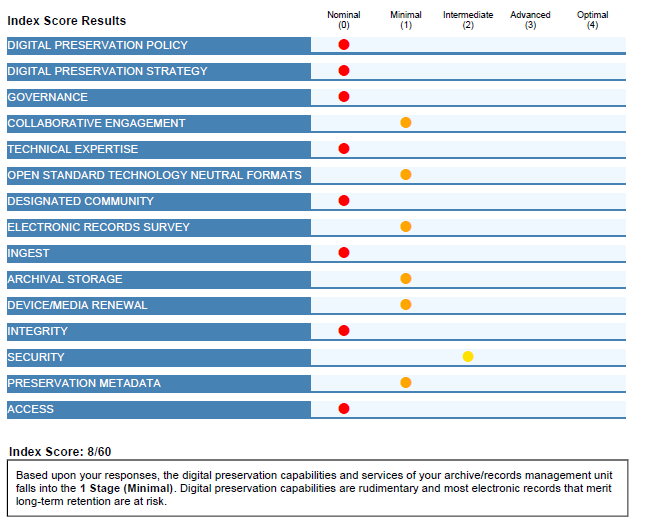 Index Score Results
Nominal (0)
Minimal (1)
Intermediate (2)
Advanced (3)
Optimal (4)
DIGITAL PRESERVATION POLICY
DIGITAL PRESERVATION STRATEGY
GOVERNANCE
COLLABORATIVE ENGAGEMENT
TECHNICAL EXPERTISE
OPEN STANDARD TECHNOLOGY NEUTRAL FORMATS
DESIGNATED COMMUNITY
ELECTRONIC RECORDS SURVEY
INGEST
ARCHIVAL STORAGE
DEVICE/MEDIA RENEWAL
INTEGRITY
SECURITY
PRESERVATION METADATA
ACCESS
Index Score: 8/60
Based upon your responses, the digital preservation capabilities and services of your archive/records management unit
falls into the 1 Stage (Minimal). Digital preservation capabilities are rudimentary and most electronic records that merit
long-term retention are at risk.